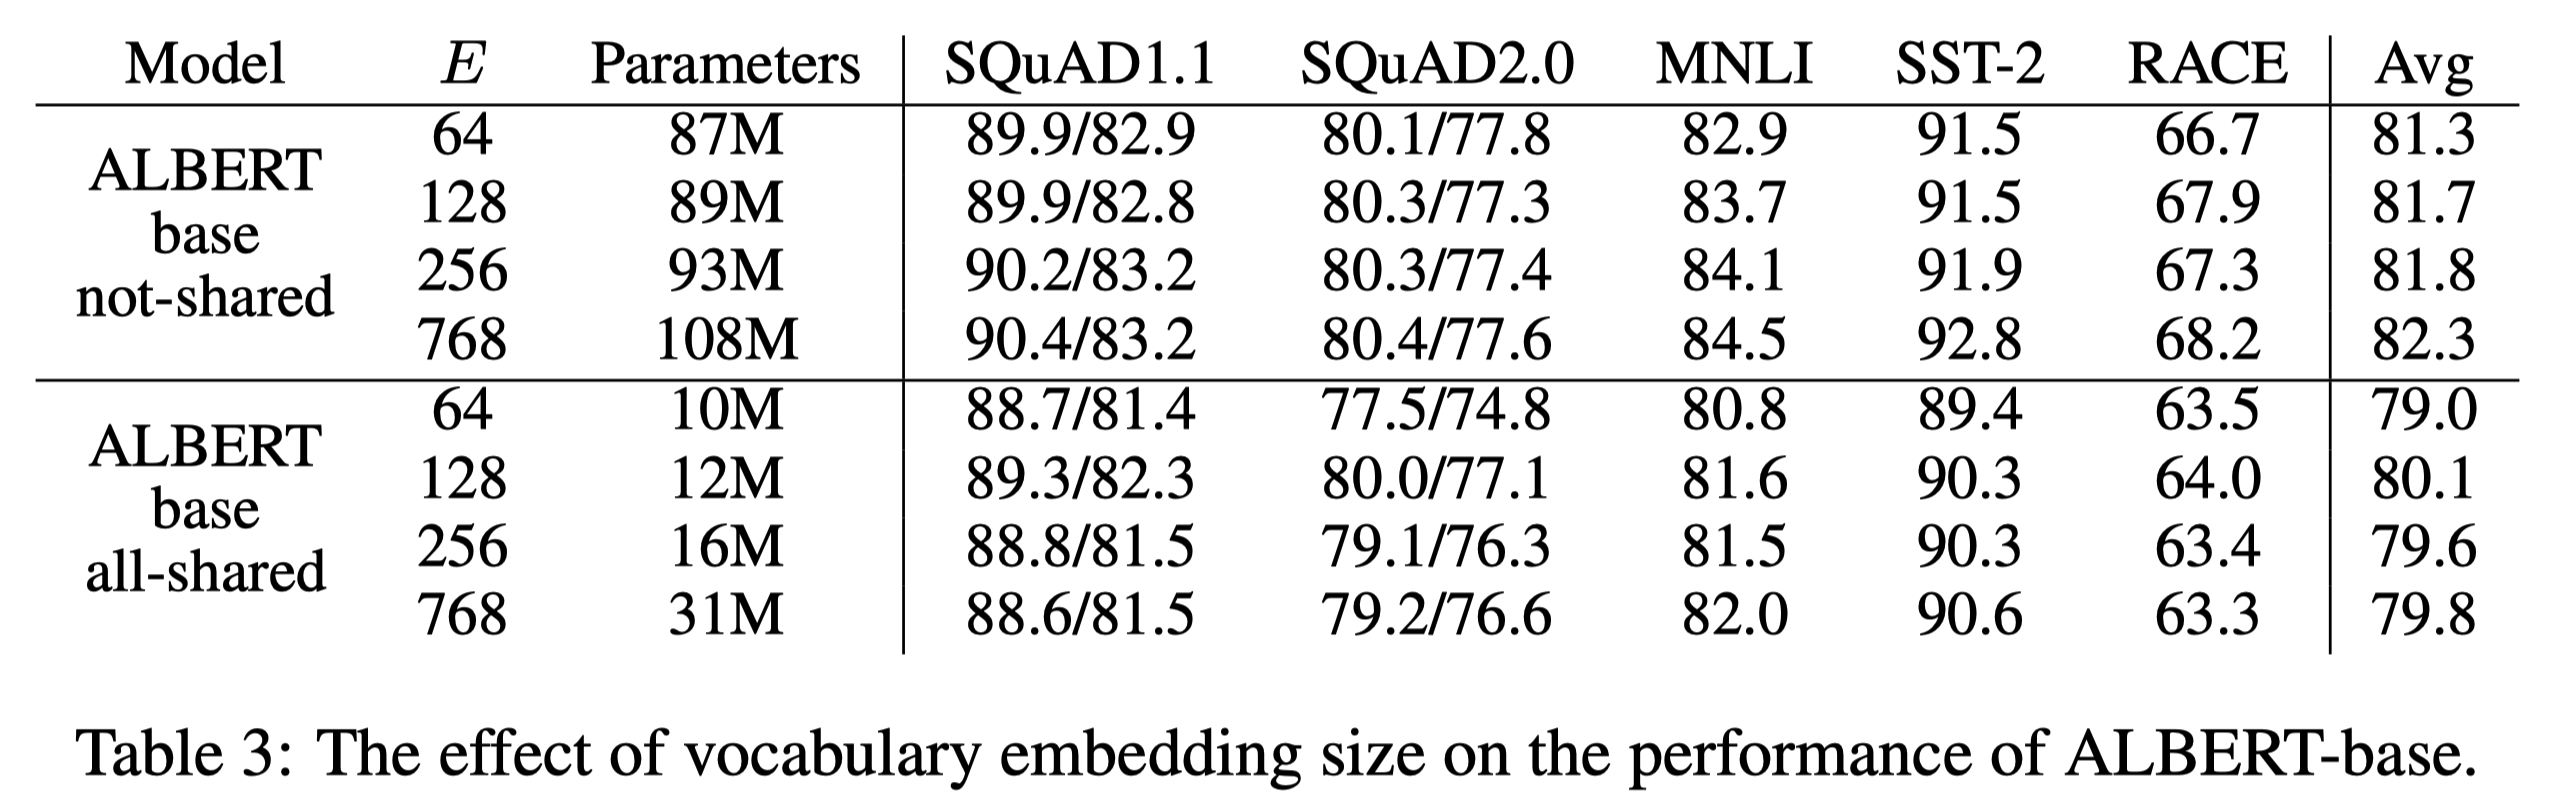 Model E Parameters SQuAD1.1 SQuAD2.0 MNLI SST-2 RACE Avg
ALBERT base not-shared
64 87M 89.9/82.9 80.1/77.8 82.9 91.5 66.7 81.3
128 89M 89.9/82.8 80.3/77.3 83.7 91.5 67.9 81.7
256 93M 90.2/83.2 80.3/77.4 84.1 91.9 67.3 81.8
768 108M 90.4/83.2 80.4/77.6 84.5 92.8 68.2 82.3
ALBERT base all-shared
64 10M 88.7/81.4 77.5/74.8 80.8 89.4 63.5 79.0
128 12M 89.3/82.3 80.0/77.1 81.6 90.3 64.0 80.1
256 16M 88.8/81.5 79.1/76.3 81.5 90.3 63.4 79.6
768 31M 88.6/81.5 79.2/76.6 82.0 90.6 63.3 79.8
Table 3: The effect of vocabulary embedding size on the performance of ALBERT-base.